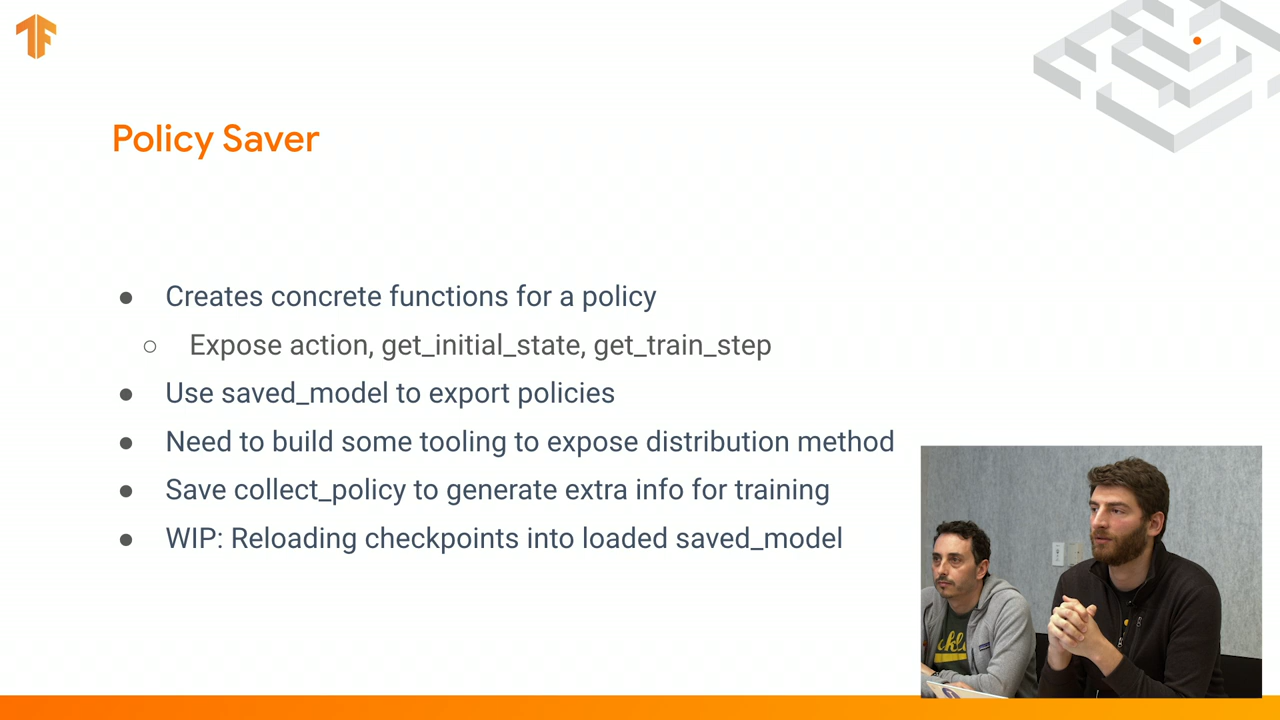 Policy Saver
● Creates concrete functions for a policy
○ Expose action, get_initial_state, get_train_step
● Use saved_model to export policies
● Need to build some tooling to expose distribution method
● Save collect_policy to generate extra info for training
● WIP: Reloading checkpoints into loaded saved_model